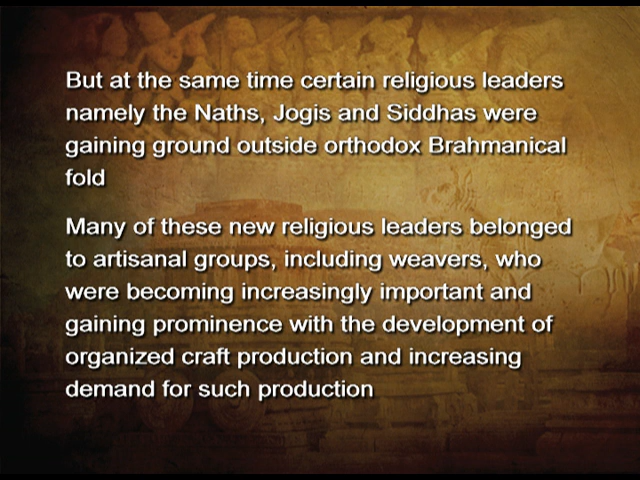 But at the same time certain religious leaders
namely the Naths, Jogis and Siddhas were
gaining ground outside orthodox Brahmanical
fold
Many of these new religious leaders belonged
to artisanal groups, including weavers, who
were becoming increasingly important and
gaining prominence with the development of
organized craft production and increasing
demand for such production